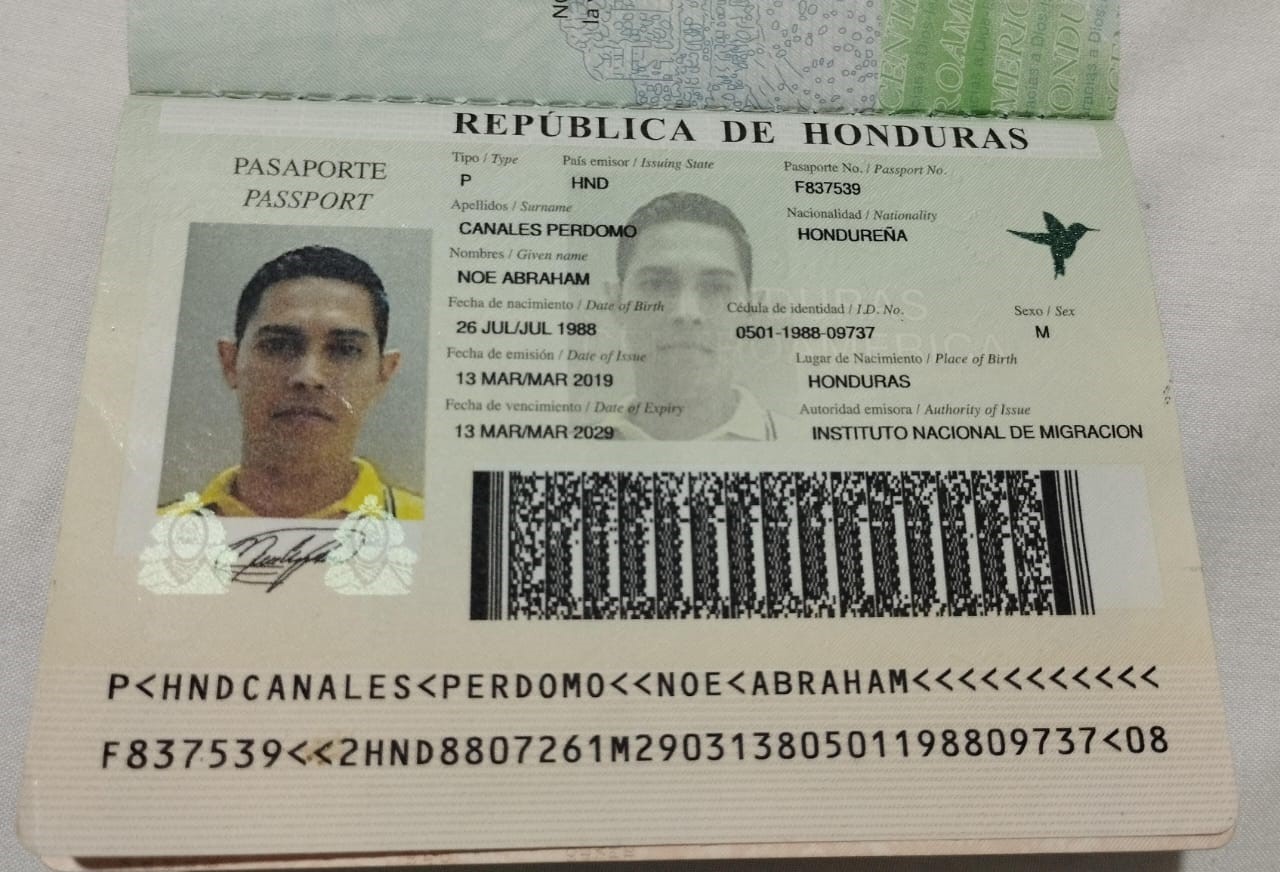 REPÚBLICA DE HONDURAS
PASAPORTE
PASSPORT
Tipo / Type País emisor / Issuing State Pasaporte No. / Passport No.
P HND F837539
Apellidos / Surname Nacionalidad / Nationality
CANALES PERDOMO HONDUREÑA
Nombres / Given name
NOE ABRAHAM
Fecha de nacimiento / Date of Birth Cédula de identidad / I.D. No. Sexo / Sex
26 JUL/JUL 1988 0501-1988-09737 M
Fecha de emisión / Date of Issue Lugar de Nacimiento / Place of Birth
13 MAR/MAR 2019 HONDURAS
Fecha de vencimiento / Date of Expiry Autoridad emisora / Authority of Issue
13 MAR/MAR 2029 INSTITUTO NACIONAL DE MIGRACION
P<HNDCANALES<PERDOMO<<NOE<ABRAHAM<<<<<<<<<<<
F837539<<2HND8807261M29031380501198809737<08